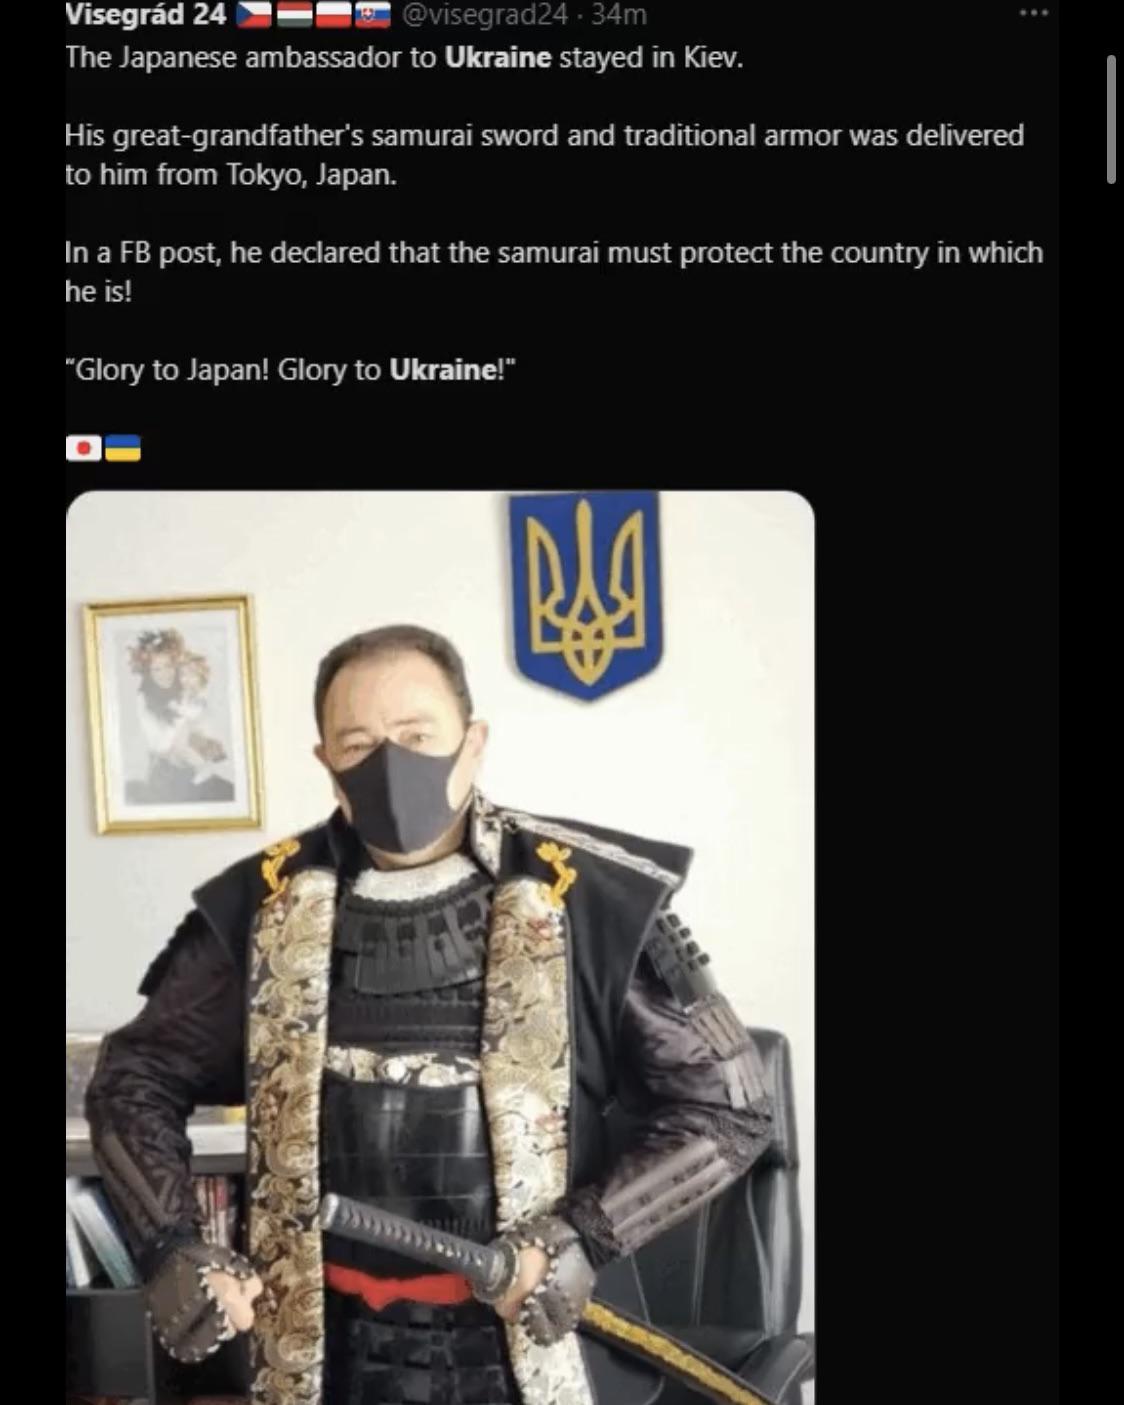 Visegrád 24 🇨🇿🇭🇺🇵🇱🇸🇰 @visegrad24 · 34m
The Japanese ambassador to Ukraine stayed in Kiev.
His great-grandfather's samurai sword and traditional armor was delivered
to him from Tokyo, Japan.
In a FB post, he declared that the samurai must protect the country in which
he is!
“Glory to Japan! Glory to Ukraine!"
🇯🇵🇺🇦